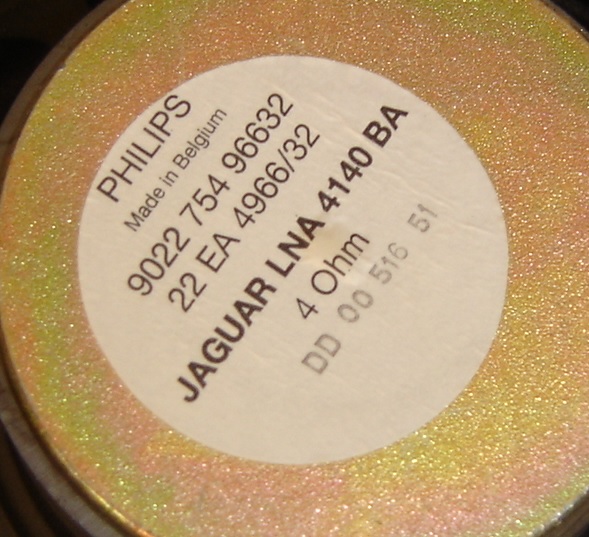 PHILIPS
Made in Belgium
9022 754 96632
22 EA 4966/32
JAGUAR LNA 4140 BA
4 Ohm
DD 00 516 51